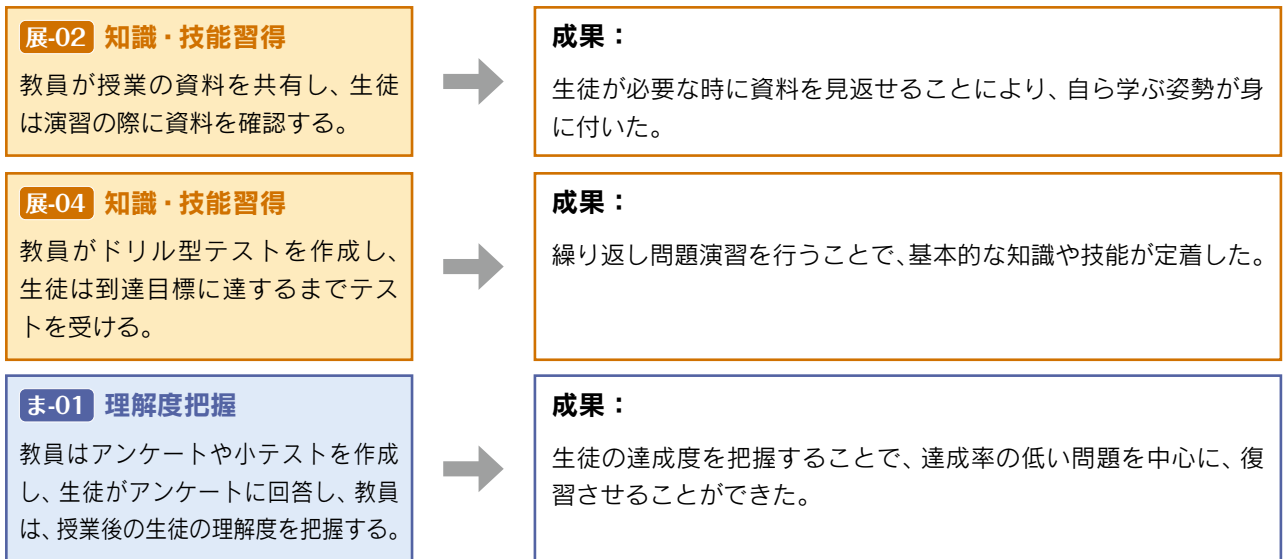 展-02 知識・技能習得
教員が授業の資料を共有し、生徒
は演習の際に資料を確認する。
成果：
生徒が必要な時に資料を見返せることにより、自ら学ぶ姿勢が身
に付いた。
展-04 知識・技能習得
教員がドリル型テストを作成し、
生徒は到達目標に達するまでテス
トを受ける。
成果：
繰り返し問題演習を行うことで、基本的な知識や技能が定着した。
ま-01 理解度把握
教員はアンケートや小テストを作成
し、生徒がアンケートに回答し、教員
は、授業後の生徒の理解度を把握する。
成果：
生徒の達成度を把握することで、達成率の低い問題を中心に、復
習させることができた。